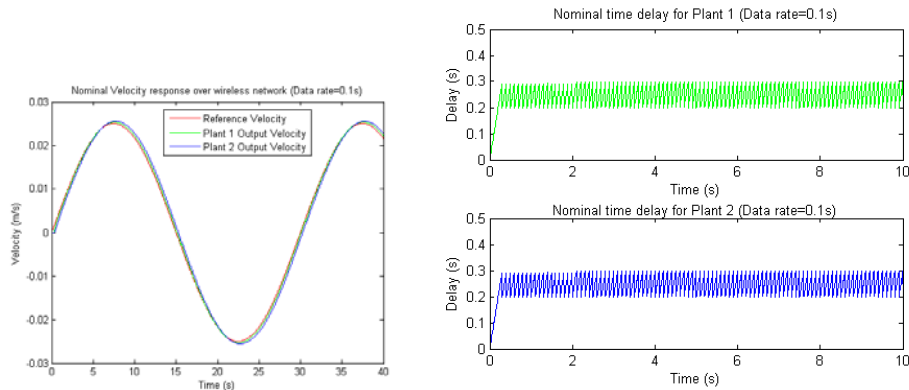 Nominal Velocity response over wireless network (Data rate=0.1s)
0.03
0.02
0.01
0
-0.01
-0.02
-0.03
Velocity (m/s)
Reference Velocity
Plant 1 Output Velocity
Plant 2 Output Velocity
0 5 10 15 20 25 30 35 40
Time (s)
Nominal time delay for Plant 1 (Data rate=0.1s)
0.5
0.4
0.3
0.2
0.1
0
Delay (s)
0 2 4 6 8 10
Time (s)
Nominal time delay for Plant 2 (Data rate=0.1s)
0.5
0.4
0.3
0.2
0.1
0
Delay (s)
0 2 4 6 8 10
Time (s)